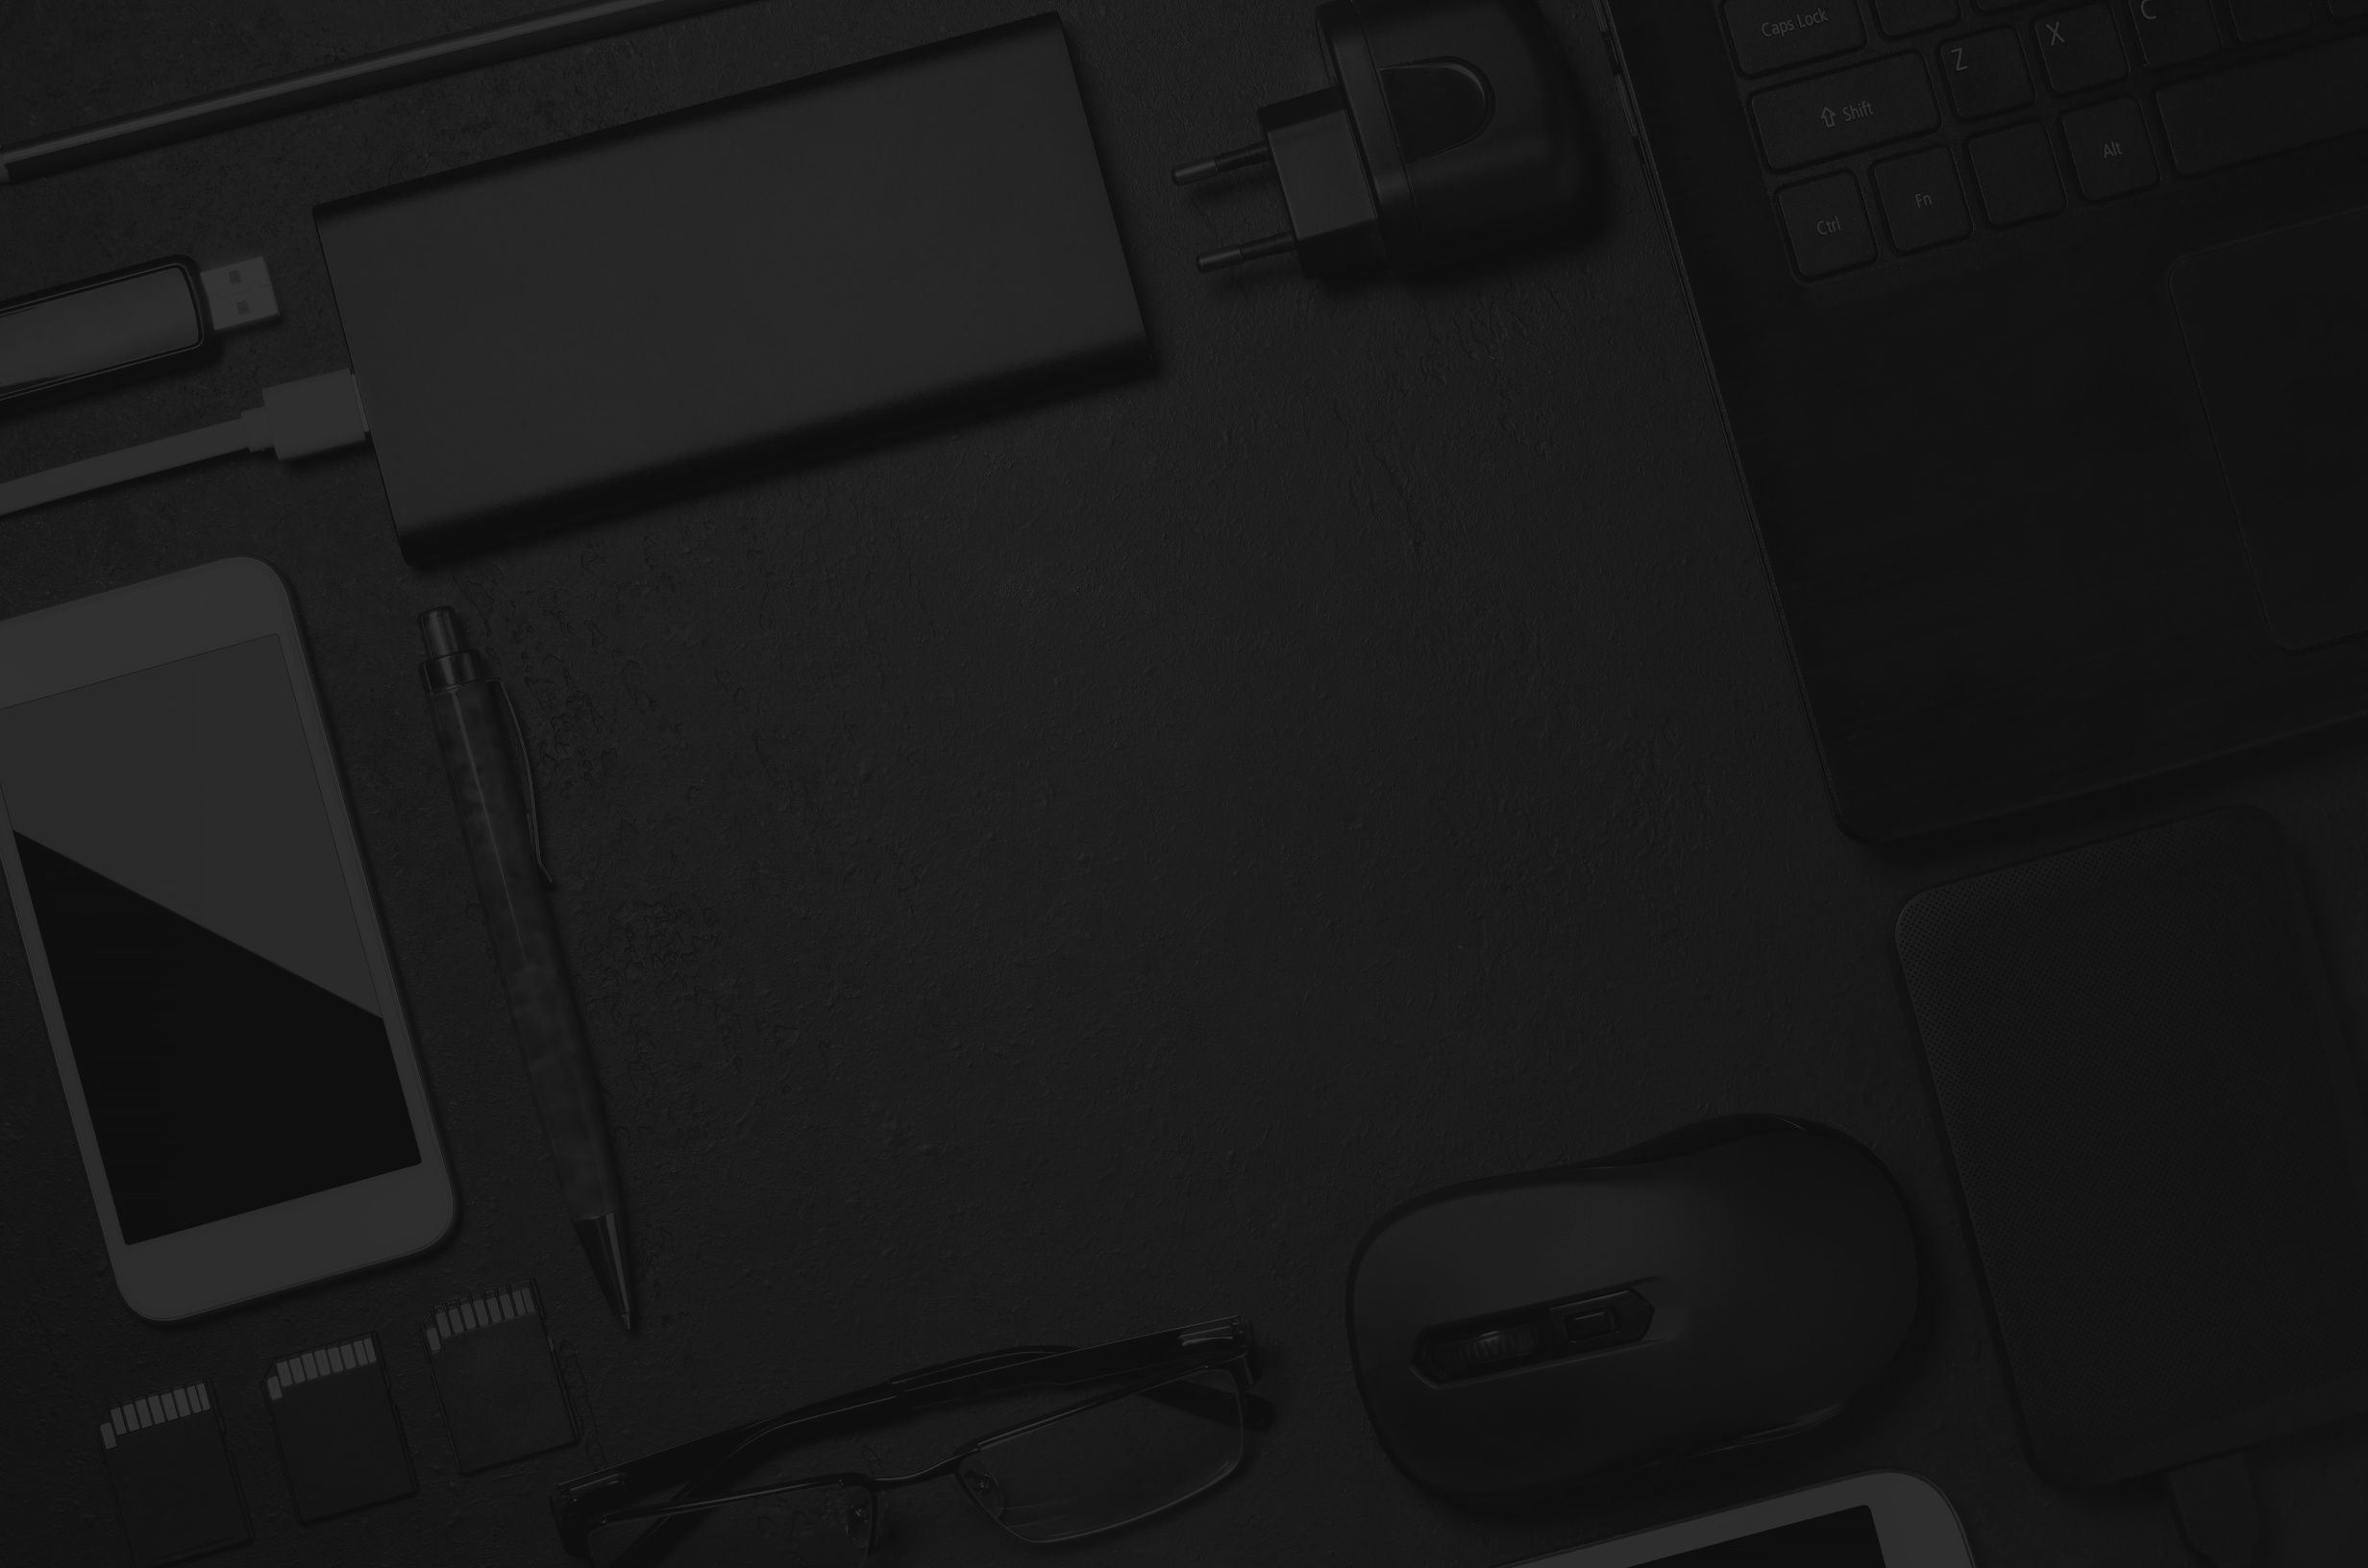 Caps Lock
Z X C
⇧ Shift
Alt
Fn
Ctrl